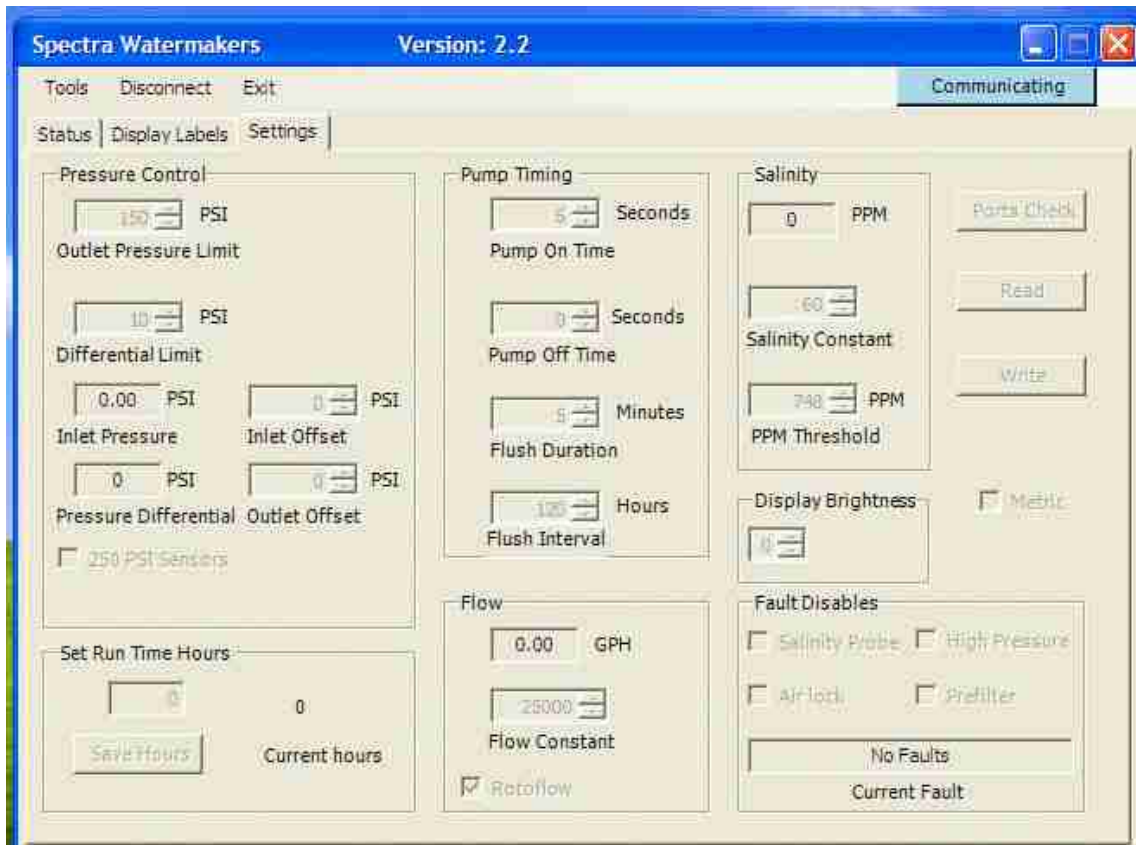 Spectra Watermakers Version: 2.2
Tools Disconnect Exit Communicating
Status Display Labels Settings
Pressure Control
150 PSI
Outlet Pressure Limit
10 PSI
Differential Limit
0.00 PSI 0 PSI
Inlet Pressure Inlet Offset
0 PSI 0 PSI
Pressure Differential Outlet Offset
250 PSI Sensors
Set Run Time Hours
0 0
Save Hours Current hours
Pump Timing
5 Seconds
Pump On Time
0 Seconds
Pump Off Time
5 Minutes
Flush Duration
120 Hours
Flush Interval
Flow
0.00 GPH
25000
Flow Constant
Rotoflow
Salinity
0 PPM
60
Salinity Constant
748 PPM
PPM Threshold
Display Brightness
0
Ports Check
Read
Write
Metric
Fault Disables
Salinity Probe High Pressure
Air lock Prefilter
No Faults
Current Fault